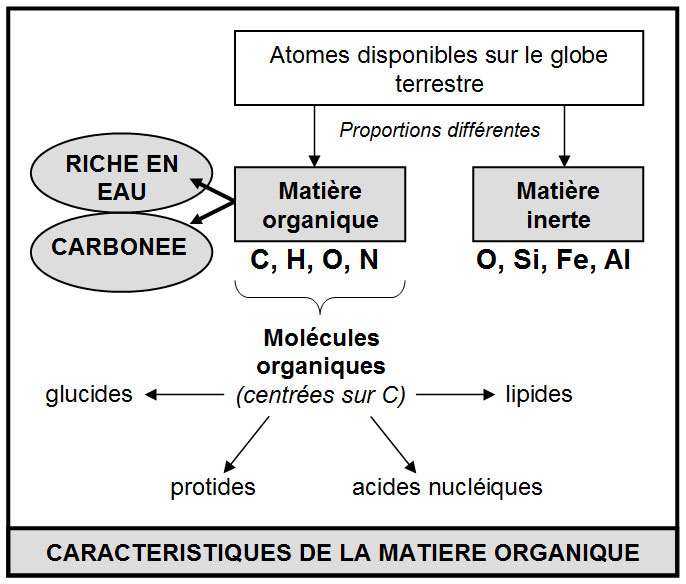 Atomes disponibles sur le globe
terrestre
Proportions différentes
RICHE EN
EAU
CARBONEE
Matière
organique
Matière
inerte
C, H, O, N
O, Si, Fe, Al
Molécules
organiques
(centrées sur C)
glucides
lipides
protides
acides nucléiques
CARACTERISTIQUES DE LA MATIERE ORGANIQUE